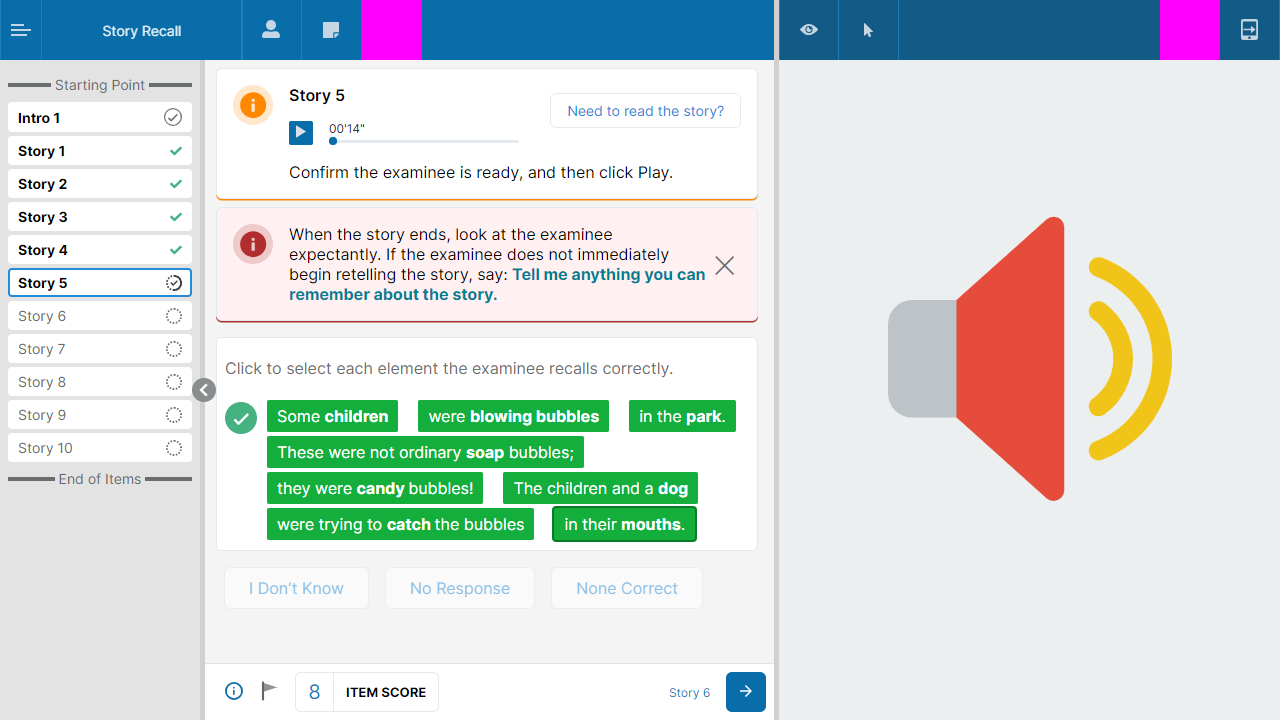 Story Recall
Starting Point
Intro 1
Story 1
Story 2
Story 3
Story 4
Story 5
Story 6
Story 7
Story 8
Story 9
Story 10
End of Items
Story 5
Need to read the story?
00'14"
Confirm the examinee is ready, and then click Play.
When the story ends, look at the examinee
expectantly. If the examinee does not immediately
begin retelling the story, say: Tell me anything you can
remember about the story.
Click to select each element the examinee recalls correctly.
Some children were blowing bubbles in the park.
These were not ordinary soap bubbles;
they were candy bubbles! The children and a dog
were trying to catch the bubbles in their mouths.
I Don’t Know No Response None Correct
8 ITEM SCORE Story 6